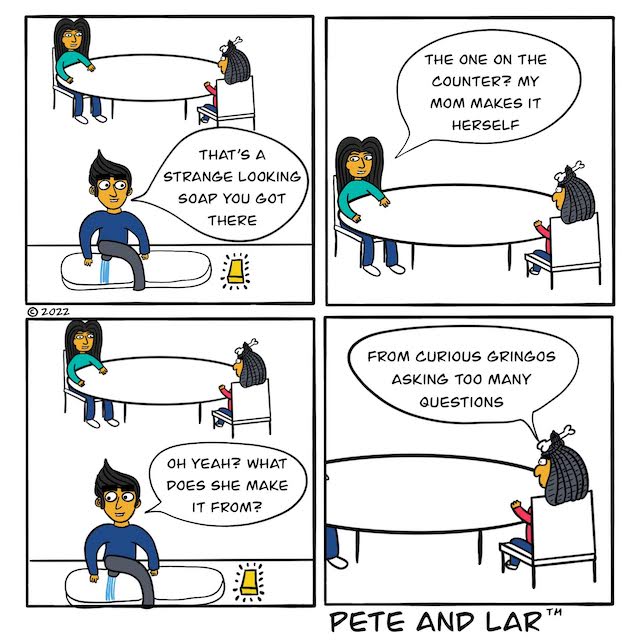 THAT'S A
STRANGE LOOKING
SOAP YOU GOT
THERE
THE ONE ON THE
COUNTER? MY
MOM MAKES IT
HERSELF
© 2022
OH YEAH? WHAT
DOES SHE MAKE
IT FROM?
FROM CURIOUS GRINGOS
ASKING TOO MANY
QUESTIONS
PETE AND LAR™